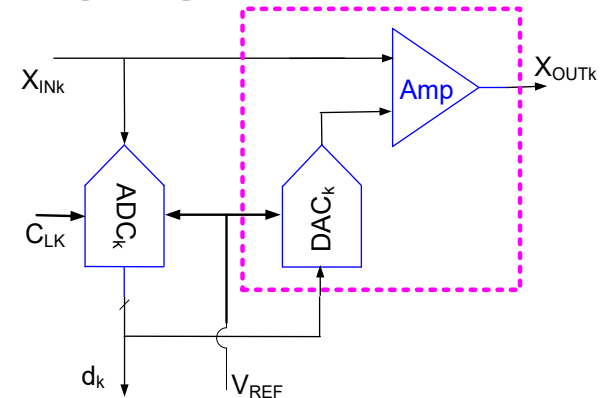 X_INk
Amp
X_OUTk
ADC_k
DAC_k
C_LK
d_k
V_REF